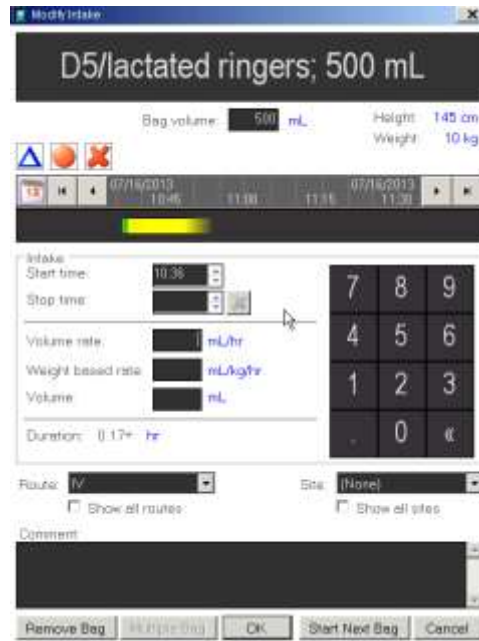 Modify Intake
D5/lactated ringers; 500 mL
Bag volume: 500 mL
Height: 145 cm
Weight: 10 kg
07/16/2013 07/16/2013
10:45 11:00 11:15 11:30
Intake
Start time: 10:36
Stop time:
Volume rate: mL/hr
Weight based rate: mL/kg/hr
Volume: mL
Duration: 0.17+ hr
7 8 9
4 5 6
1 2 3
. 0 «
Route: IV Site: (None)
Show all routes Show all sites
Comment
Remove Bag Multiple Bag OK Start Next Bag Cancel